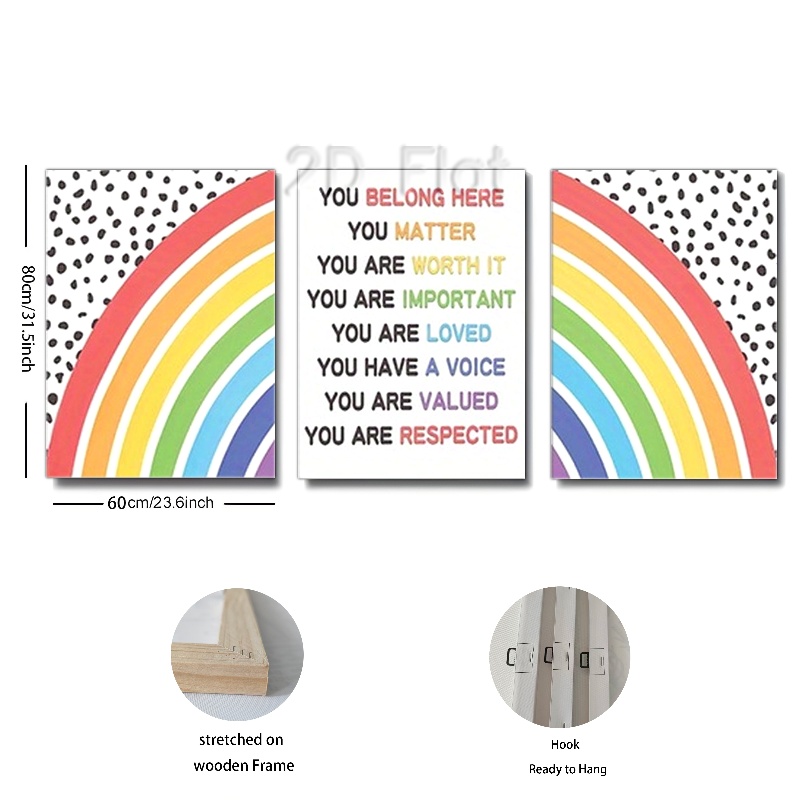 2D Flat
YOU BELONG HERE
YOU MATTER
YOU ARE WORTH IT
YOU ARE IMPORTANT
YOU ARE LOVED
YOU HAVE A VOICE
YOU ARE VALUED
YOU ARE RESPECTED
80cm/31.5inch
60cm/23.6inch
stretched on
wooden Frame
Hook
Ready to Hang